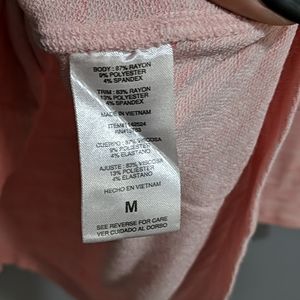 BODY : 87% RAYON
9% POLYESTER
4% SPANDEX
TRIM : 83% RAYON
13% POLYESTER
4% SPANDEX
MADE IN VIETNAM
CUERPO : 87% VISCOSA
9% POLIÉSTER
4% ELASTANO
AJUSTE : 83% VISCOSA
13% POLIÉSTER
4% ELASTANO
HECHO EN VIETNAM
M
SEE REVERSE FOR CARE
VER CUIDADO AL DORSO